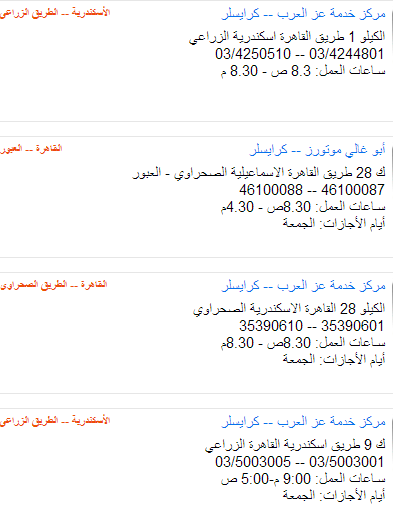 مركز خدمة عز العرب -- كرايسلر
الأسكندرية -- الطريق الزراعي
الكيلو 1 طريق القاهرة اسكندرية الزراعي
03/4244801 -- 03/4250510
ساعات العمل: 8.3 ص - 8.30 م
أبو غالي موتورز -- كرايسلر
القاهرة -- العبور
ك 28 طريق القاهرة الاسماعيلية الصحراوي - العبور
46100087 -- 46100088
ساعات العمل: 8.30ص - 4.30م
أيام الأجازات: الجمعة
مركز خدمة عز العرب -- كرايسلر
القاهرة -- الطريق الصحراوى
الكيلو 28 القاهرة الاسكندرية الصحراوي
35390601 -- 35390610
ساعات العمل: 8.30ص - 8.30م
أيام الأجازات: الجمعة
مركز خدمة عز العرب -- كرايسلر
الأسكندرية -- الطريق الزراعي
ك 9 طريق اسكندرية القاهرة الزراعي
03/5003001 -- 03/5003005
ساعات العمل: 9:00 م-5:00 ص
أيام الأجازات: الجمعة